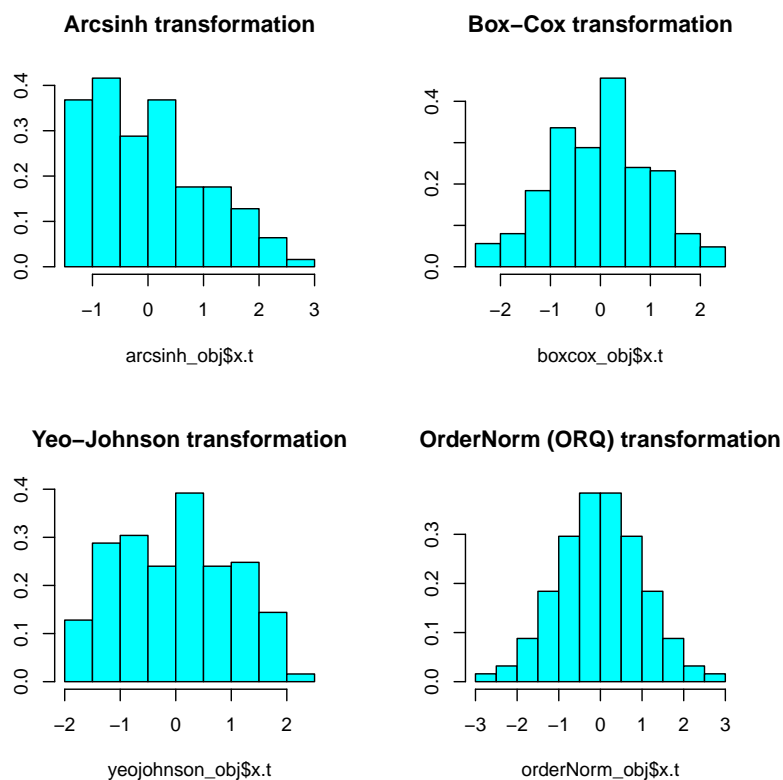 Arcsinh transformation
0.0 0.1 0.2 0.3 0.4
−1 0 1 2 3
arcsinh_obj$x.t
Box−Cox transformation
0.0 0.2 0.4
−2 −1 0 1 2
boxcox_obj$x.t
Yeo−Johnson transformation
0.0 0.1 0.2 0.3 0.4
−2 −1 0 1 2
yeojohnson_obj$x.t
OrderNorm (ORQ) transformation
0.0 0.1 0.2 0.3
−3 −2 −1 0 1 2 3
orderNorm_obj$x.t